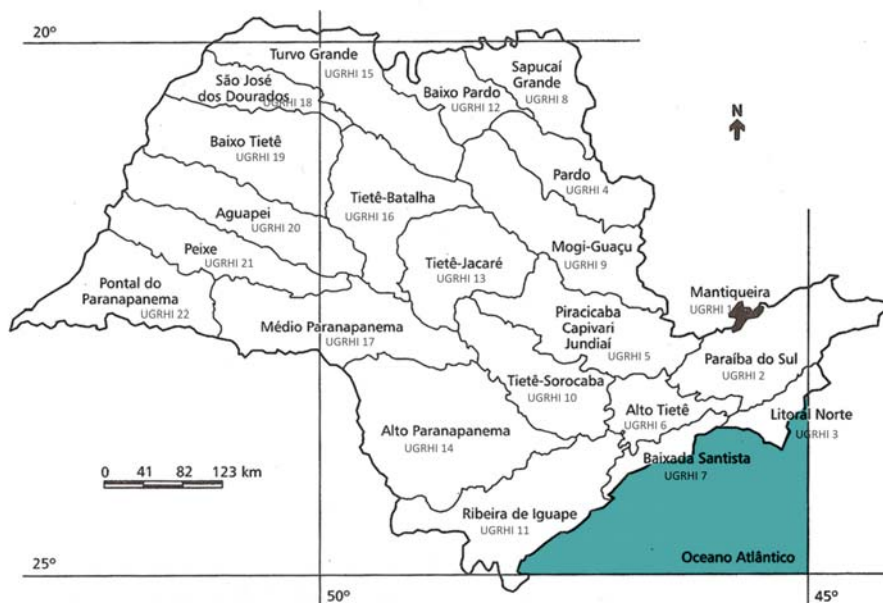 20º
Turvo Grande
UGRHI 15
São José
dos Dourados
UGRHI 18
Baixo Pardo
UGRHI 12
Sapucaí
Grande
UGRHI 8
N
Baixo Tietê
UGRHI 19
Pardo
UGRHI 4
Tietê-Batalha
UGRHI 16
Aguapei
UGRHI 20
Mogi-Guaçu
UGRHI 9
Peixe
UGRHI 21
Tietê-Jacaré
UGRHI 13
Pontal do
Paranapanema
UGRHI 22
Mantiqueira
UGRHI 1
Médio Paranapanema
UGRHI 17
Piracicaba
Capivari
Jundiaí
UGRHI 5
Paraíba do Sul
UGRHI 2
Tietê-Sorocaba
UGRHI 10
Alto Tietê
UGRHI 6
Litoral Norte
UGRHI 3
Alto Paranapanema
UGRHI 14
Baixada Santista
UGRHI 7
0 41 82 123 km
Ribeira de Iguape
UGRHI 11
Oceano Atlântico
25º
50º
45º